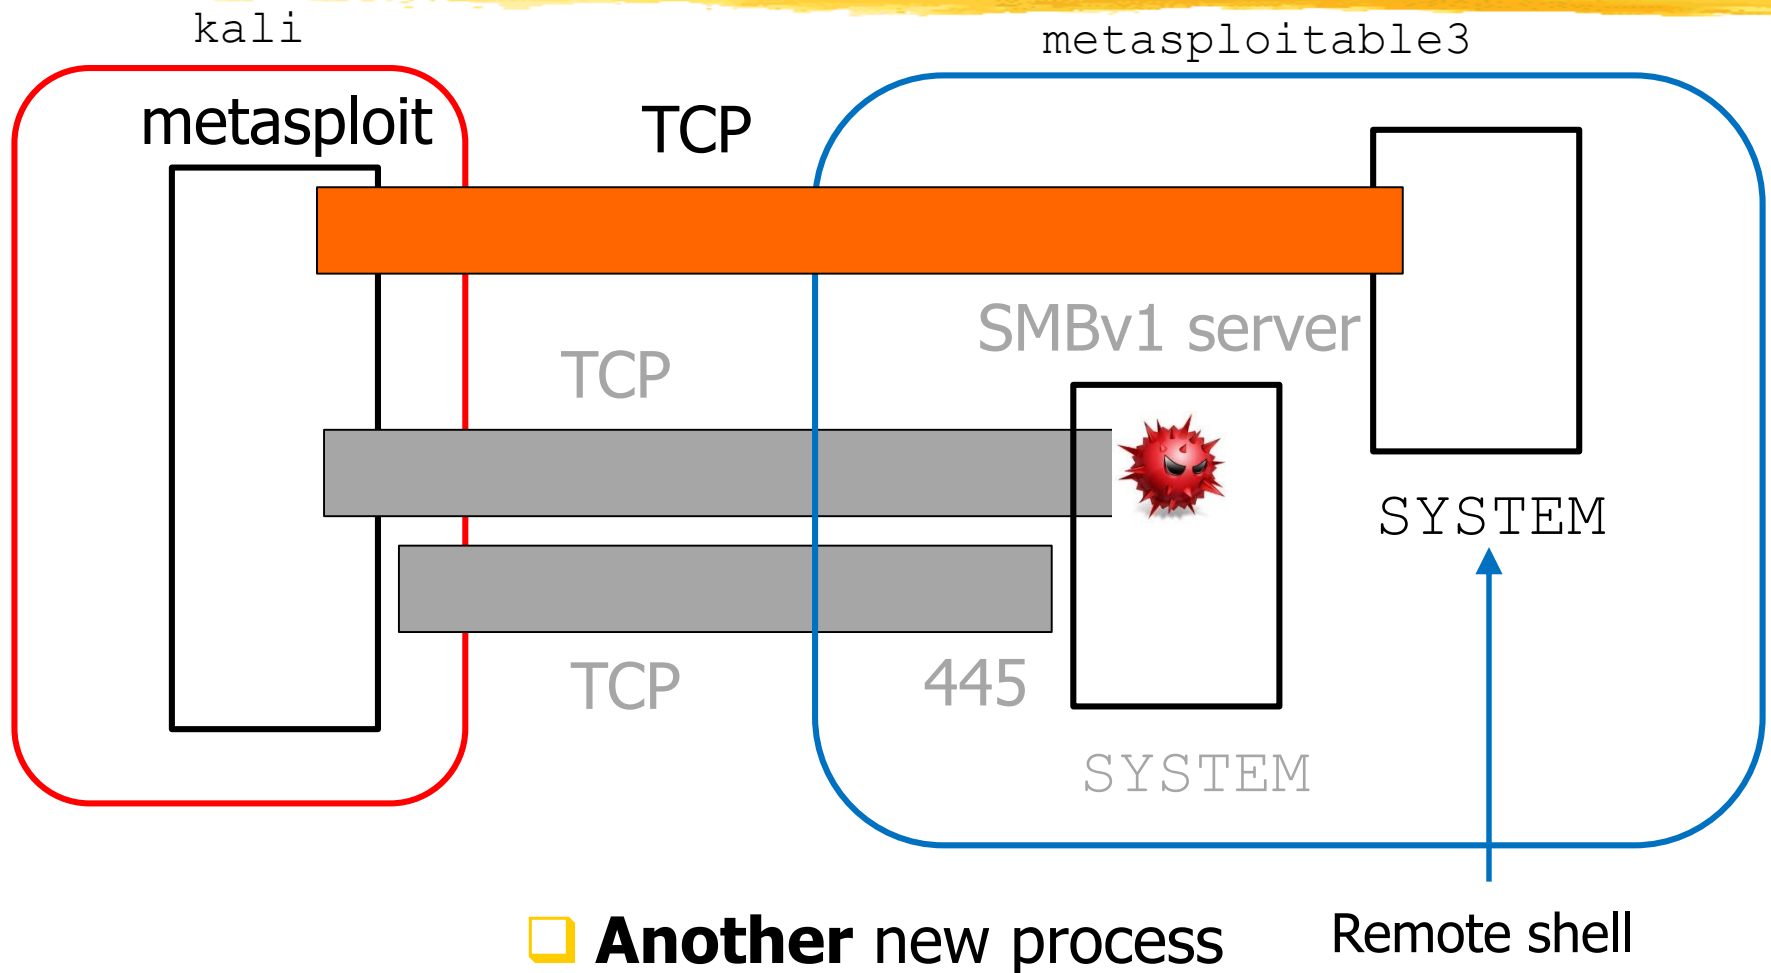 kali
metasploitable3
metasploit
TCP
SMBv1 server
TCP
SYSTEM
TCP
445
SYSTEM
Another new process
Remote shell